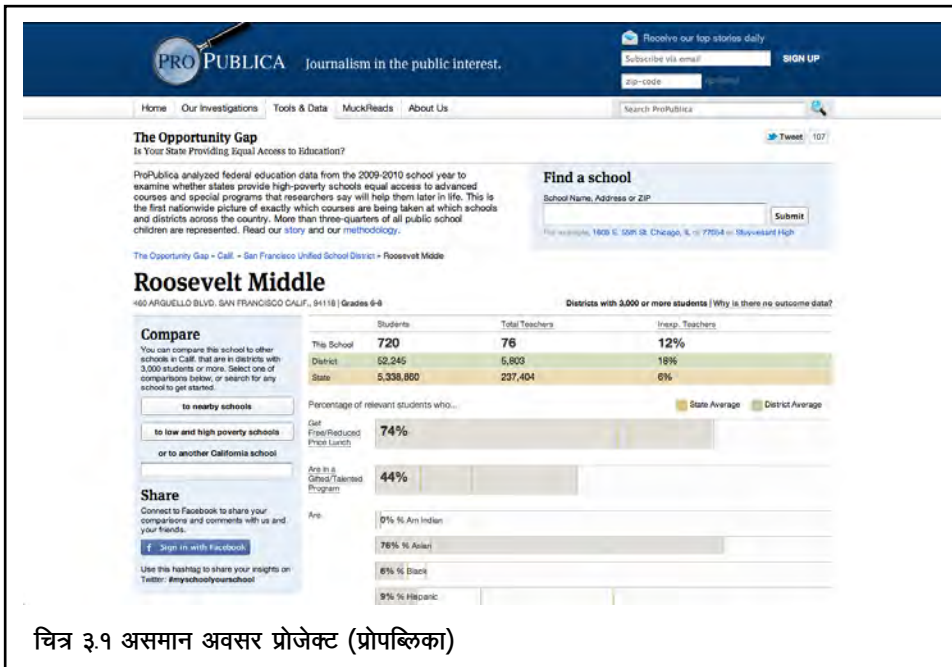 PRO PUBLICA Journalism in the public interest.
Receive our top stories daily
Subscribe via email
SIGN UP
zip-code
optional
Home Our Investigations Tools & Data MuckReads About Us
Search ProPublica
The Opportunity Gap
Is Your State Providing Equal Access to Education?
Tweet 107
ProPublica analyzed federal education data from the 2009-2010 school year to
examine whether states provide high-poverty schools equal access to advanced
courses and special programs that researchers say will help them later in life. This is
the first nationwide picture of exactly which courses are being taken at which schools
and districts across the country. More than three-quarters of all public school
children are represented. Read our story and our methodology.
Find a school
School Name, Address or ZIP
Submit
For example, 1606 E. 55th St. Chicago, IL or 77054 or Stuyvesant High
The Opportunity Gap » Calif. » San Francisco Unified School District » Roosevelt Middle
Roosevelt Middle
460 ARGUELLO BLVD. SAN FRANCISCO CALIF., 94118 | Grades 6-8
Districts with 3,000 or more students | Why is there no outcome data?
Compare
You can compare this school to other
schools in Calif. that are in districts with
3,000 students or more. Select one of
comparisons below, or search for any
school to get started.
to nearby schools
to low and high poverty schools
or to another California school
Share
Connect to Facebook to share your
comparisons and comments with us and
your friends.
f Sign in with Facebook
Use this hashtag to share your insights on
Twitter: #myschoolyourschool
Students Total Teachers Inexp. Teachers
This School 720 76 12%
District 52,245 5,803 18%
State 5,338,860 237,404 6%
Percentage of relevant students who...
State Average District Average
Get
Free/Reduced
Price Lunch
74%
Are in a
Gifted/Talented
Program
44%
Are
0% % Am Indian
76% % Asian
6% % Black
9% % Hispanic
चित्र ३.१ असमान अवसर प्रोजेक्ट (प्रोपब्लिका)